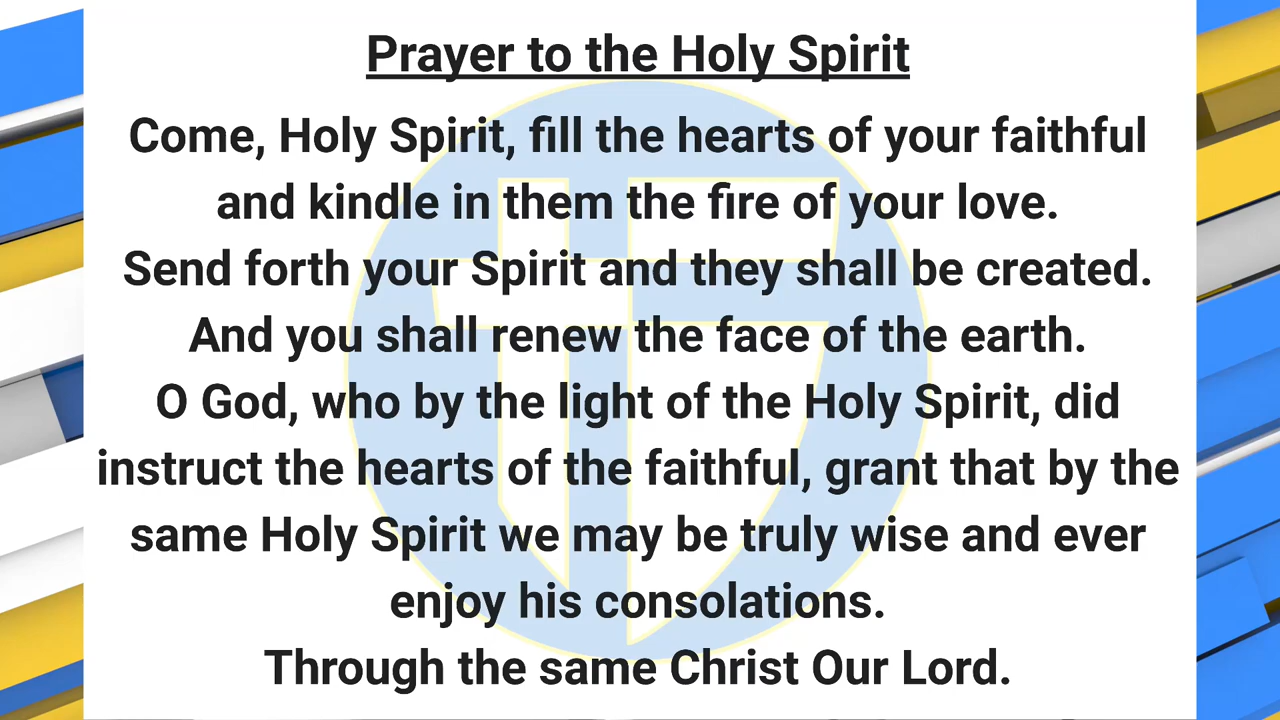 Prayer to the Holy Spirit
Come, Holy Spirit, fill the hearts of your faithful
and kindle in them the fire of your love.
Send forth your Spirit and they shall be created.
And you shall renew the face of the earth.
O God, who by the light of the Holy Spirit, did
instruct the hearts of the faithful, grant that by the
same Holy Spirit we may be truly wise and ever
enjoy his consolations.
Through the same Christ Our Lord.